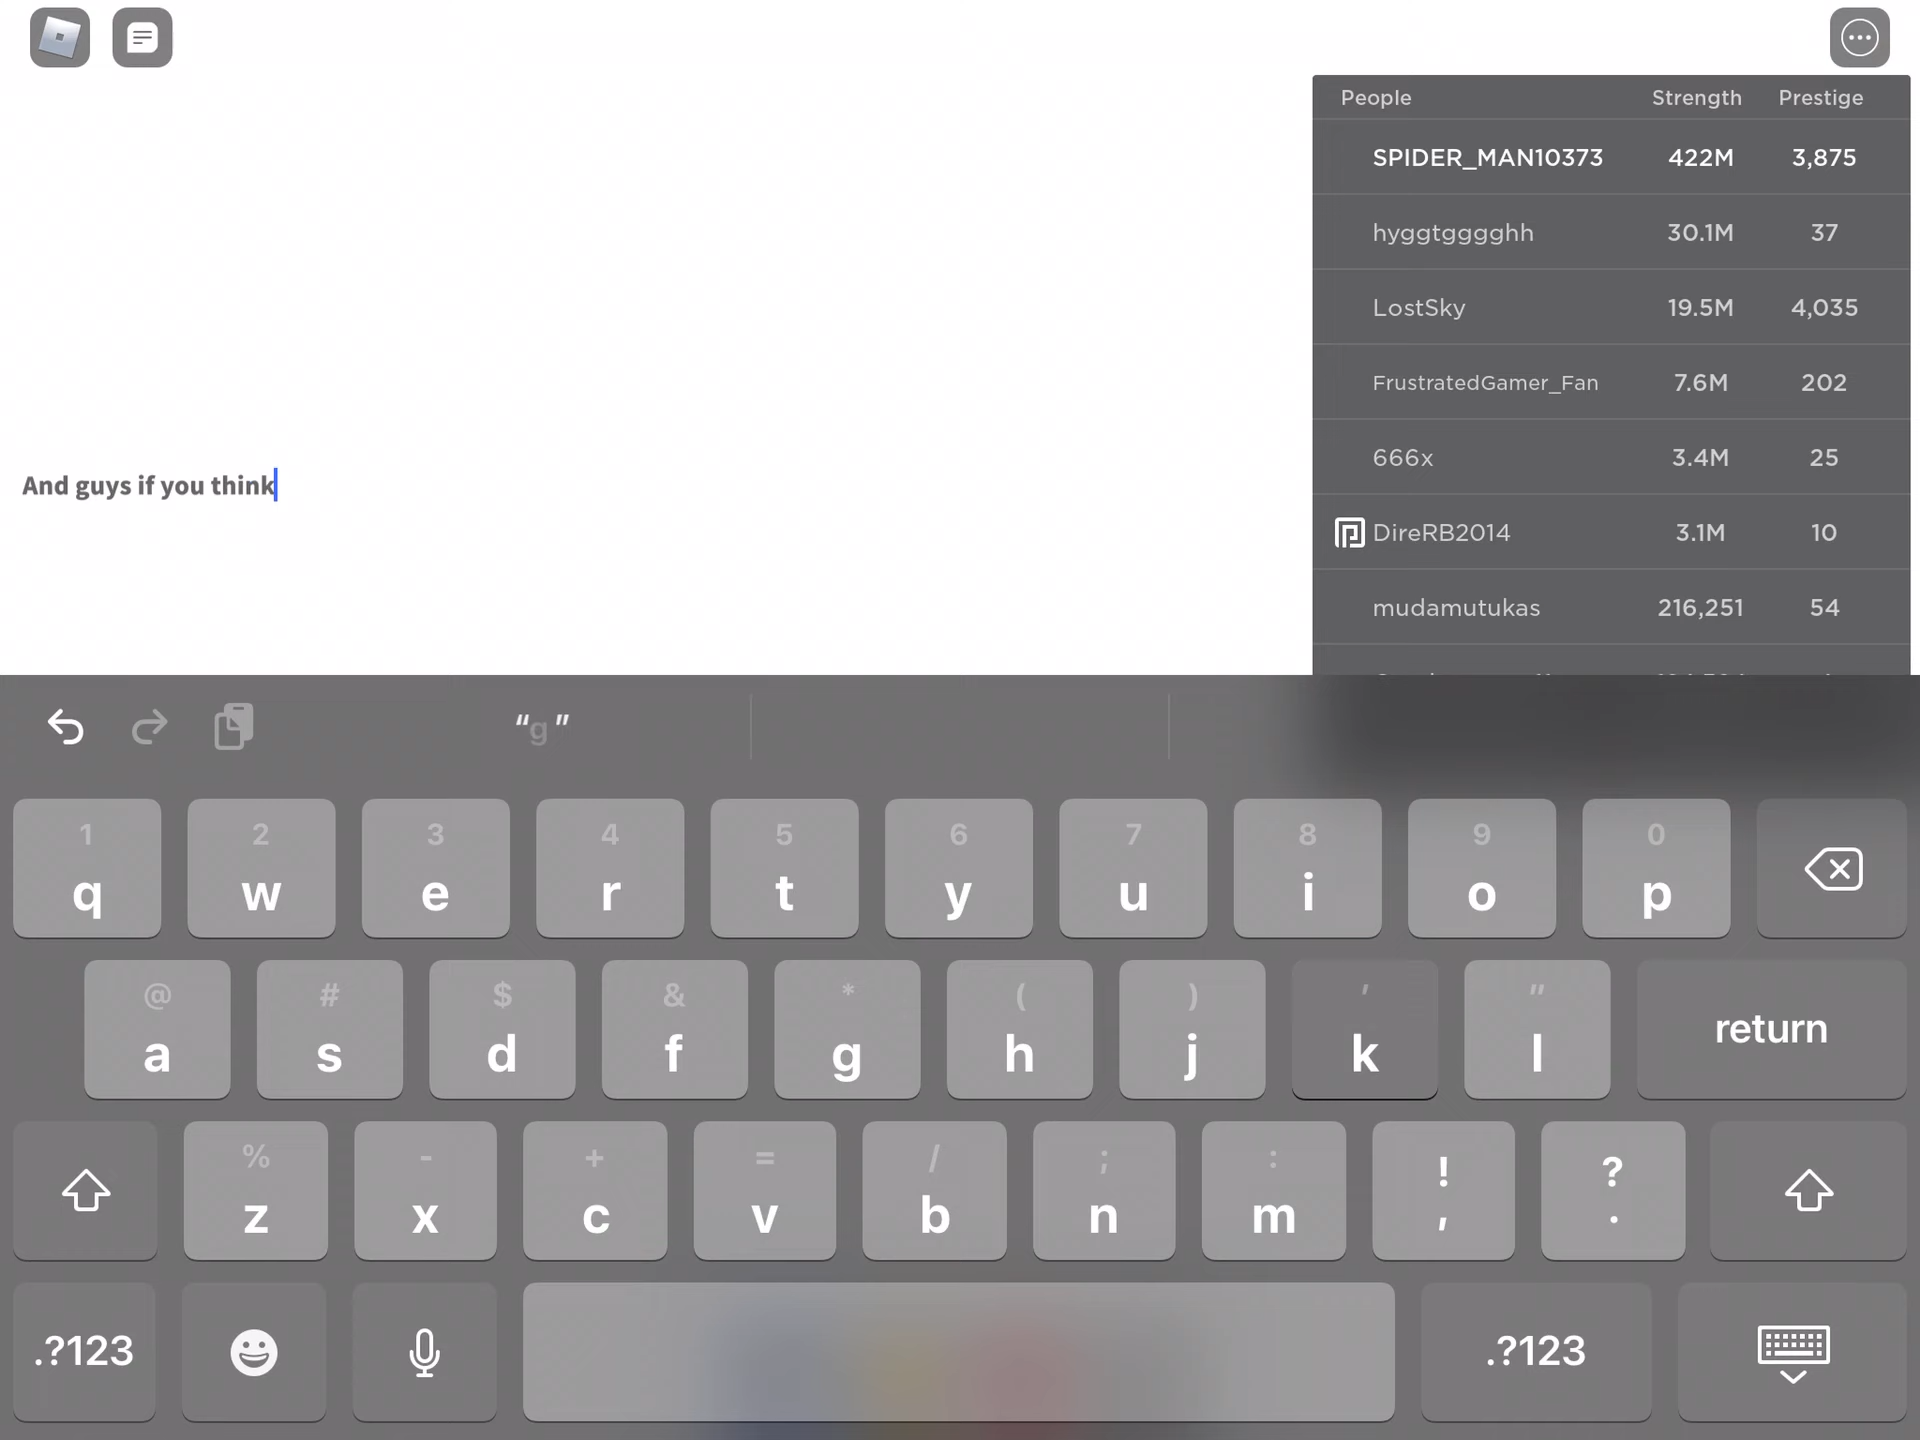 People Strength Prestige
SPIDER_MAN10373 422M 3,875
hyggtgggghh 30.1M 37
LostSky 19.5M 4,035
FrustratedGamer_Fan 7.6M 202
666x 3.4M 25
DireRB2014 3.1M 10
mudamutukas 216,251 54
And guys if you think
“g”
1 2 3 4 5 6 7 8 9 0
q w e r t y u i o p
@ # $ & * ( ) ' "
a s d f g h j k l return
% - + = / ; : ! ?
z x c v b n m , .
.?123 .?123